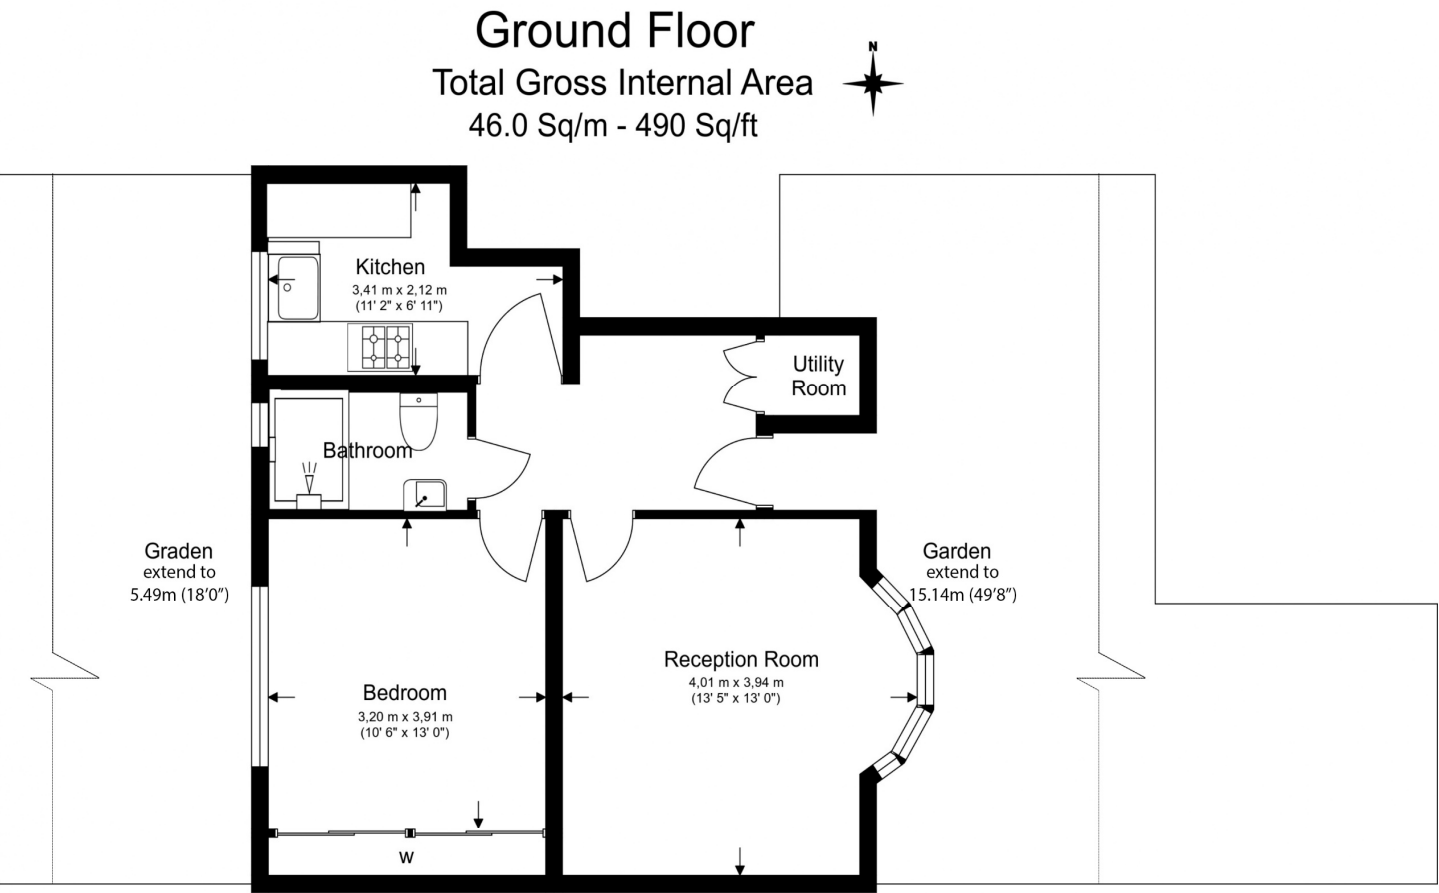 Ground Floor
N
Total Gross Internal Area
46.0 Sq/m - 490 Sq/ft
Kitchen
3,41 m x 2,12 m
(11' 2" x 6' 11")
Utility
Room
Bathroom
Graden
extend to
5.49m (18'0")
Garden
extend to
15.14m (49'8")
Reception Room
4,01 m x 3,94 m
(13' 5" x 13' 0")
Bedroom
3,20 m x 3,91 m
(10' 6" x 13' 0")
W